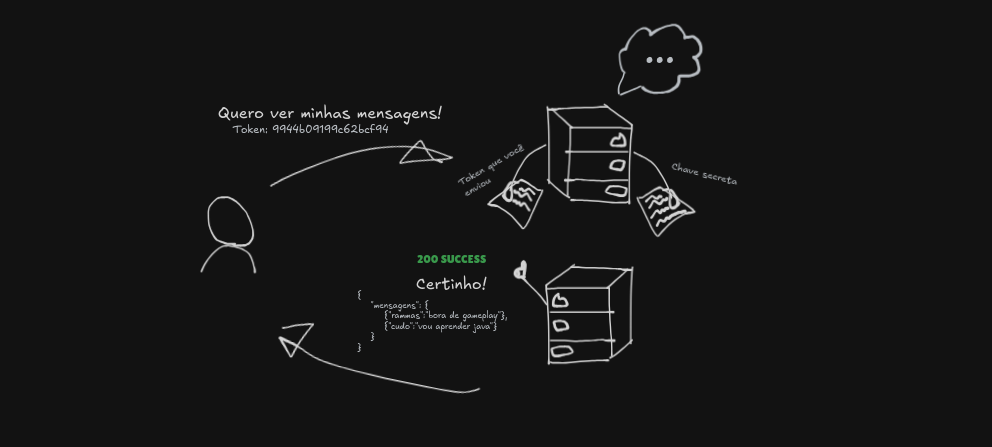 Quero ver minhas mensagens!
Token: 9944b09199c62bcf94
Token que você
enviou
Chave secreta
200 SUCCESS
Certinho!
{
"mensagens": {
{"rammas":"bora de gameplay"},
{"cudo":"vou aprender java"}
}
}